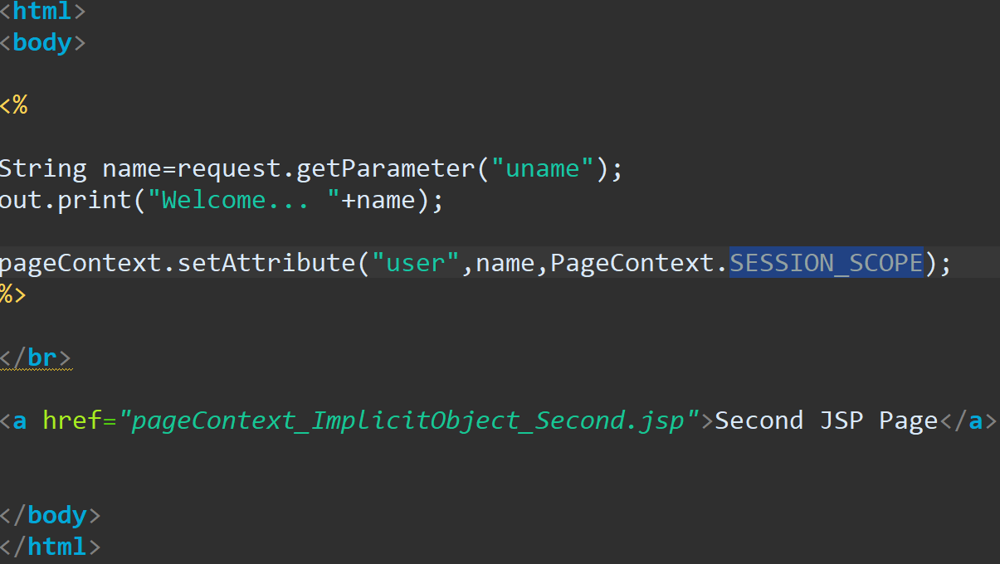 <html>
<body>
<%
String name=request.getParameter("uname");
out.print("Welcome... "+name);
pageContext.setAttribute("user",name,PageContext.SESSION_SCOPE);
%>
</br>
<a href="pageContext_ImplicitObject_Second.jsp">Second JSP Page</a>
</body>
</html>